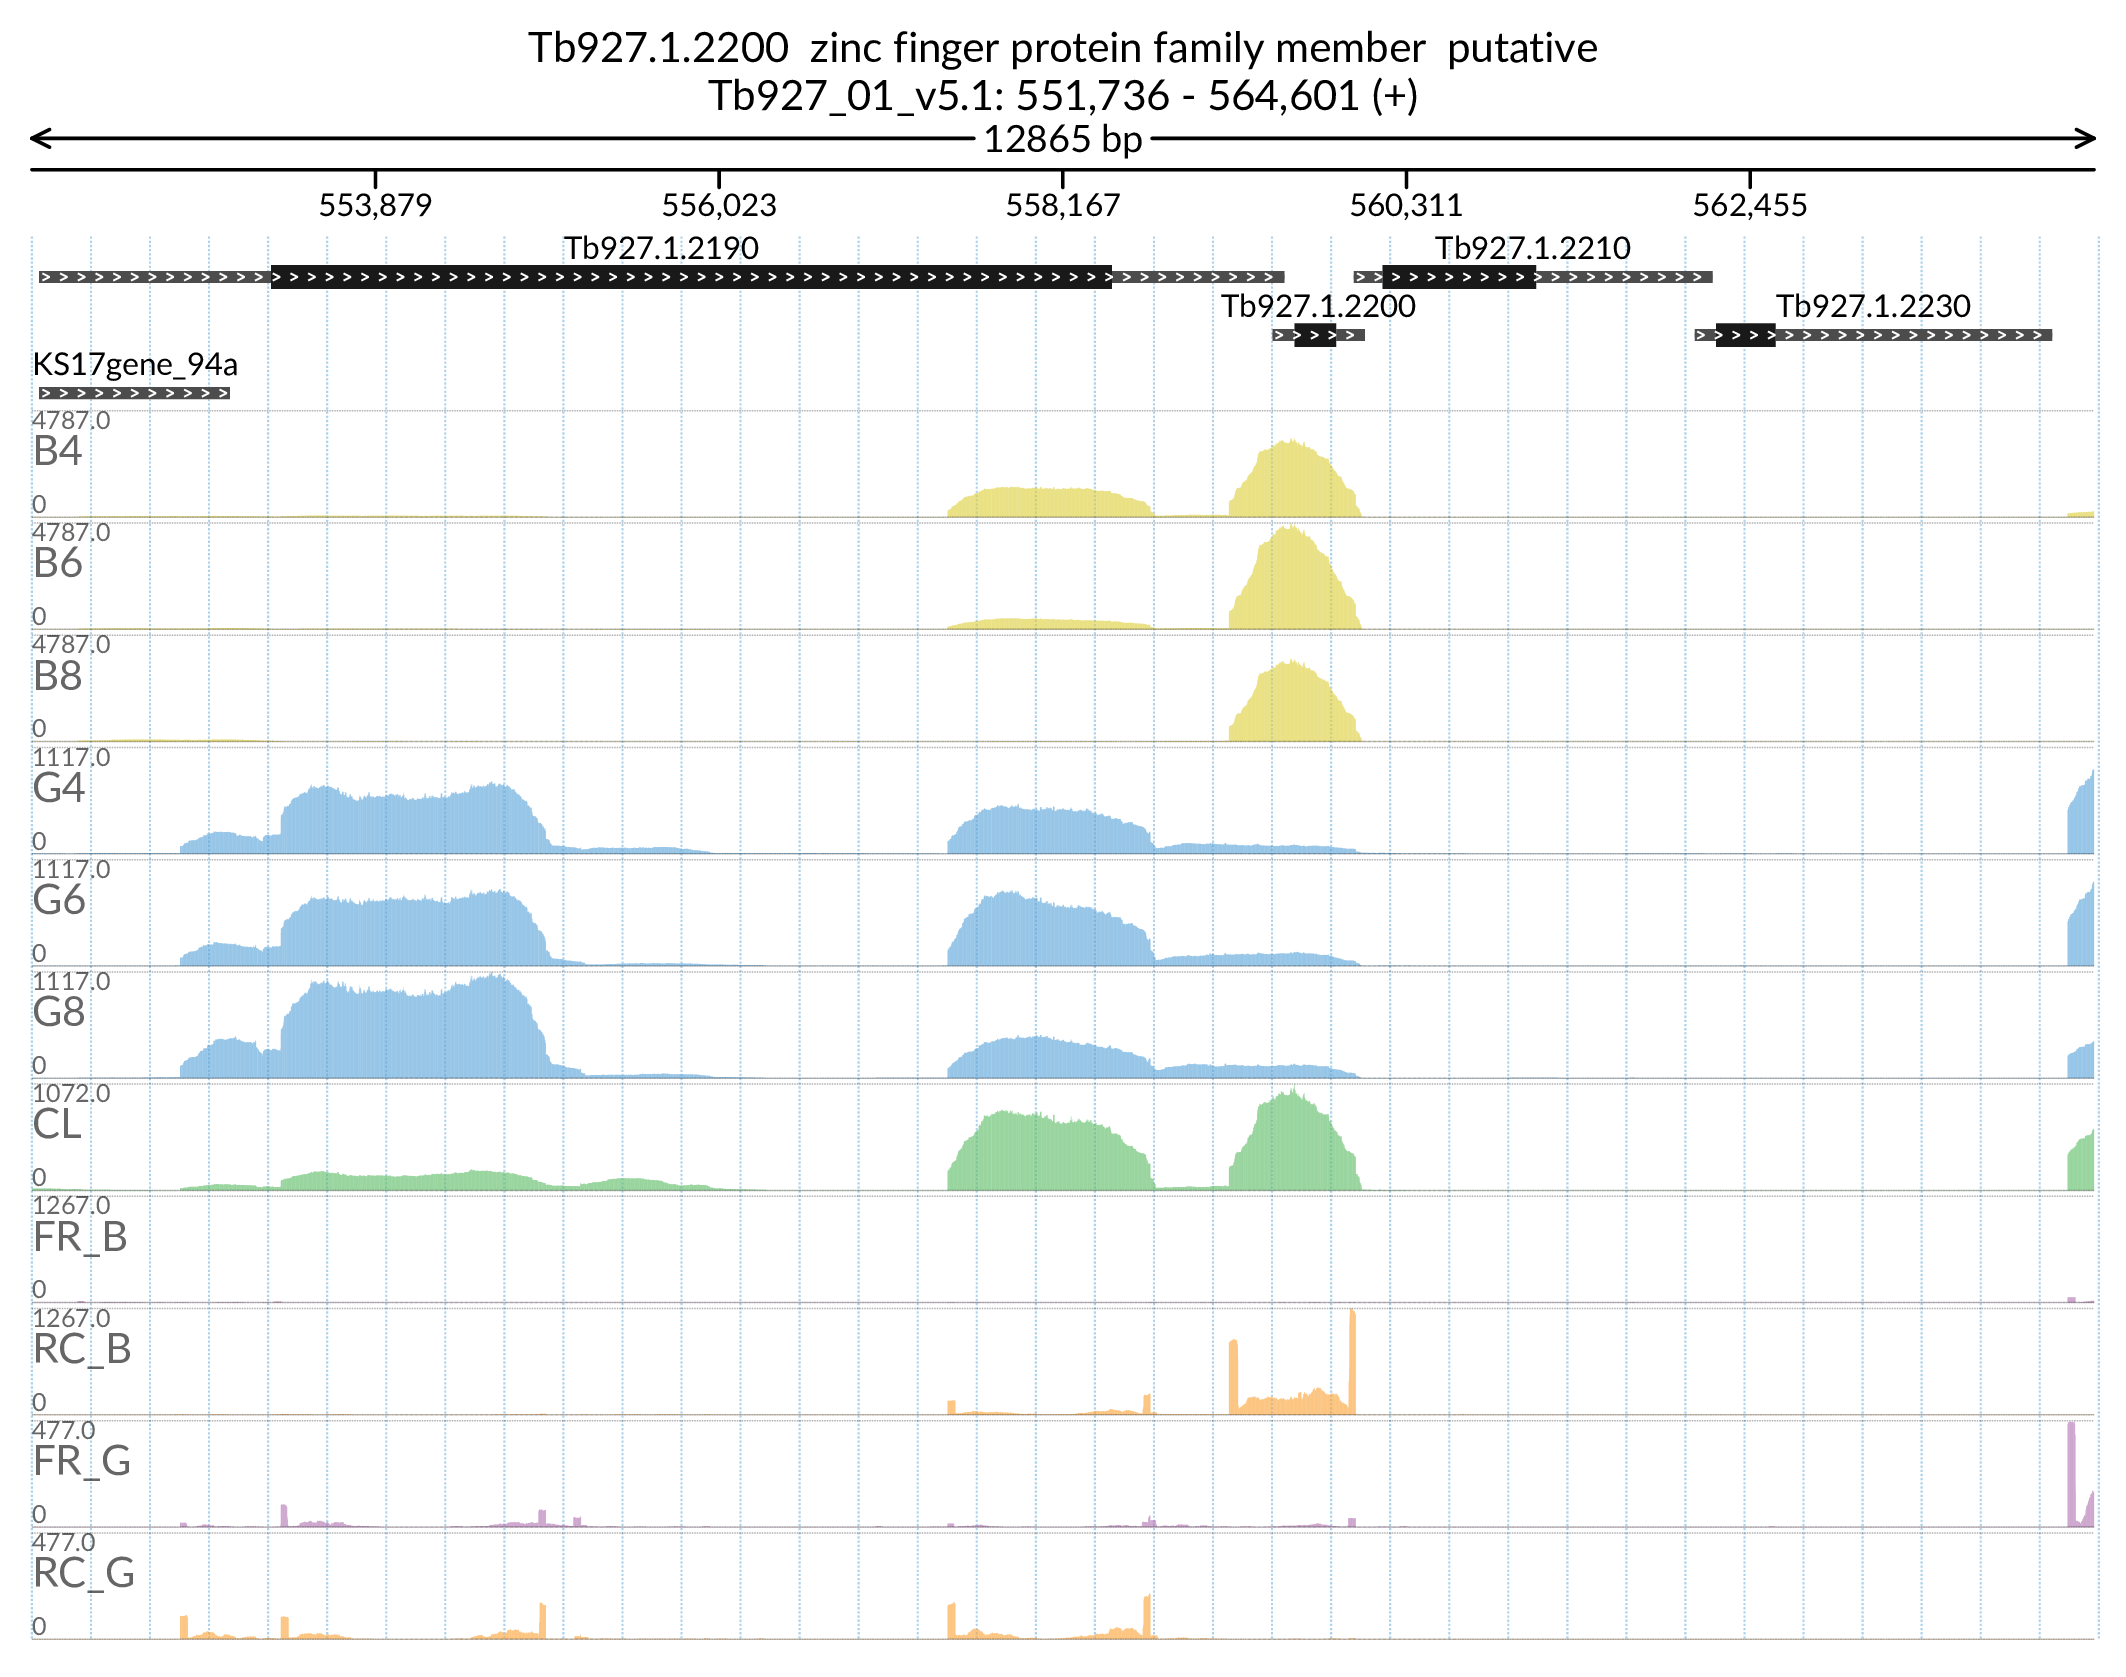 Tb927.1.2200  zinc finger protein family member  putative
Tb927_01_v5.1: 551,736 - 564,601 (+)
12865 bp
553,879 556,023 558,167 560,311 562,455
Tb927.1.2190 Tb927.1.2210
Tb927.1.2200 Tb927.1.2230
KS17gene_94a
4787.0
B4
0
4787.0
B6
0
4787.0
B8
0
1117.0
G4
0
1117.0
G6
0
1117.0
G8
0
1072.0
CL
0
1267.0
FR_B
0
1267.0
RC_B
0
477.0
FR_G
0
477.0
RC_G
0